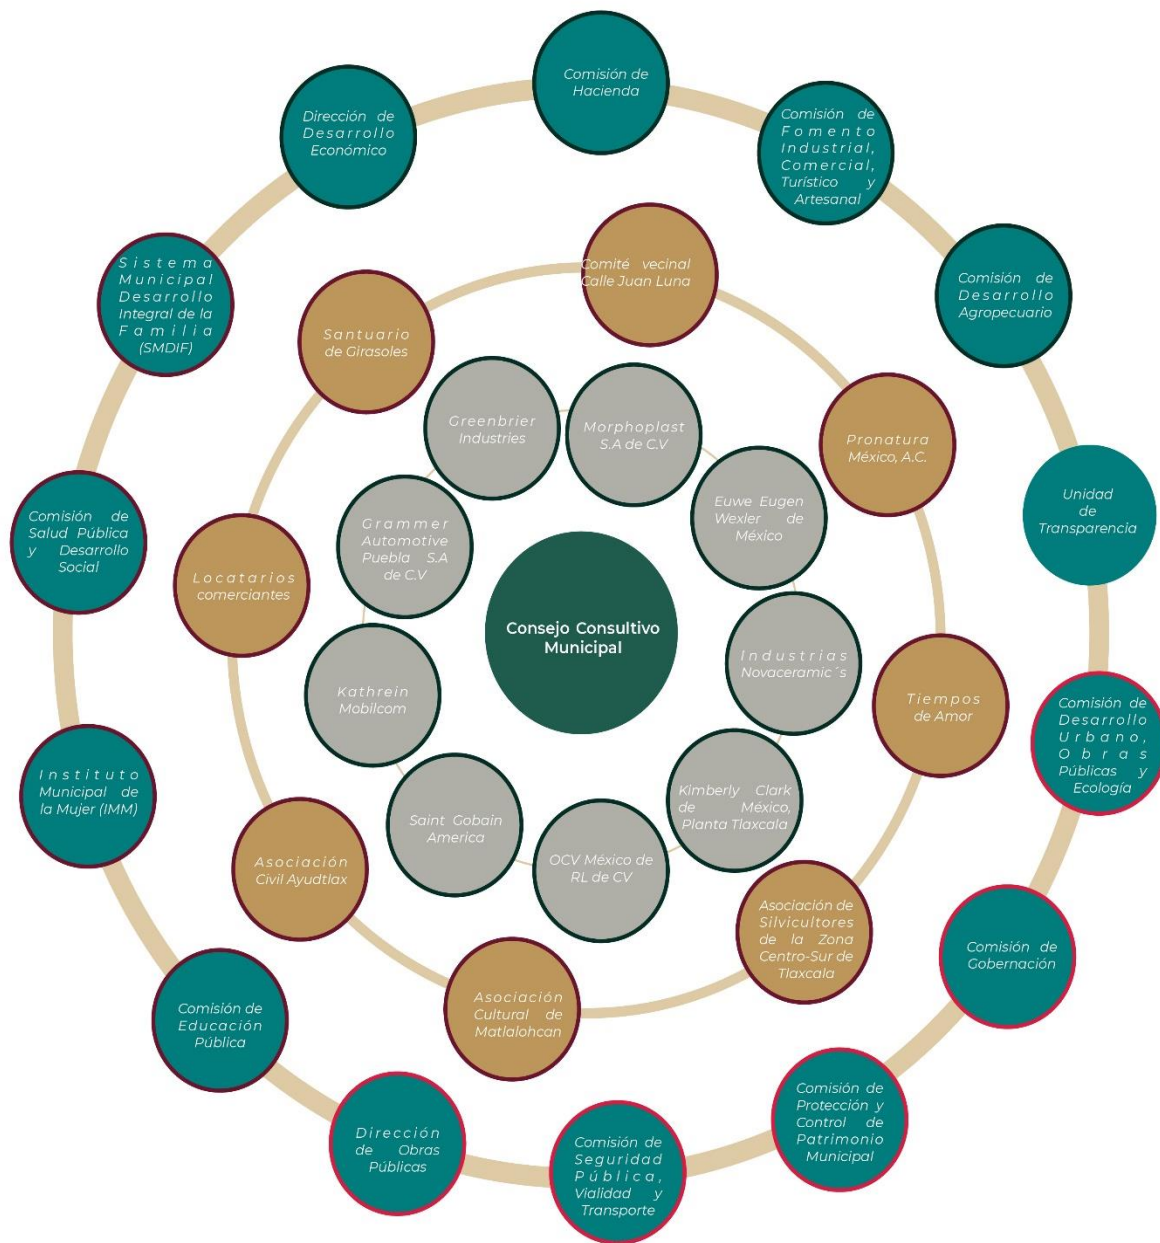 Comisión de
Hacienda
Comisión de
Fomento
Industrial,
Comercial,
Turístico y
Artesanal
Comisión de
Desarrollo
Agropecuario
Unidad
de
Transparencia
Comisión de
Desarrollo
Urbano,
Obras
Públicas y
Ecología
Comisión de
Gobernación
Comisión de
Protección y
Control de
Patrimonio
Municipal
Comisión de
Seguridad
Pública,
Vialidad y
Transporte
Dirección
de Obras
Públicas
Comisión de
Educación
Pública
Instituto
Municipal de
la Mujer (IMM)
Comisión de
Salud Pública
y Desarrollo
Social
Sistema
Municipal
Desarrollo
Integral de la
Familia
(SMDIF)
Dirección de
Desarrollo
Económico
Comité vecinal
Calle Juan Luna
Pronatura
México, A.C.
Tiempos
de Amor
Asociación de
Silvicultores
de la Zona
Centro-Sur de
Tlaxcala
Asociación
Cultural de
Matlalohcan
Asociación
Civil Ayudtlax
Locatarios
comerciantes
Santuario
de Girasoles
Morphoplast
S.A de C.V
Euwe Eugen
Wexler de
México
Industrias
Novaceramic´s
Kimberly Clark
de México,
Planta Tlaxcala
OCV México de
RL de CV
Saint Gobain
America
Kathrein
Mobilcom
Grammer
Automotive
Puebla S.A
de C.V
Greenbrier
Industries
Consejo Consultivo
Municipal